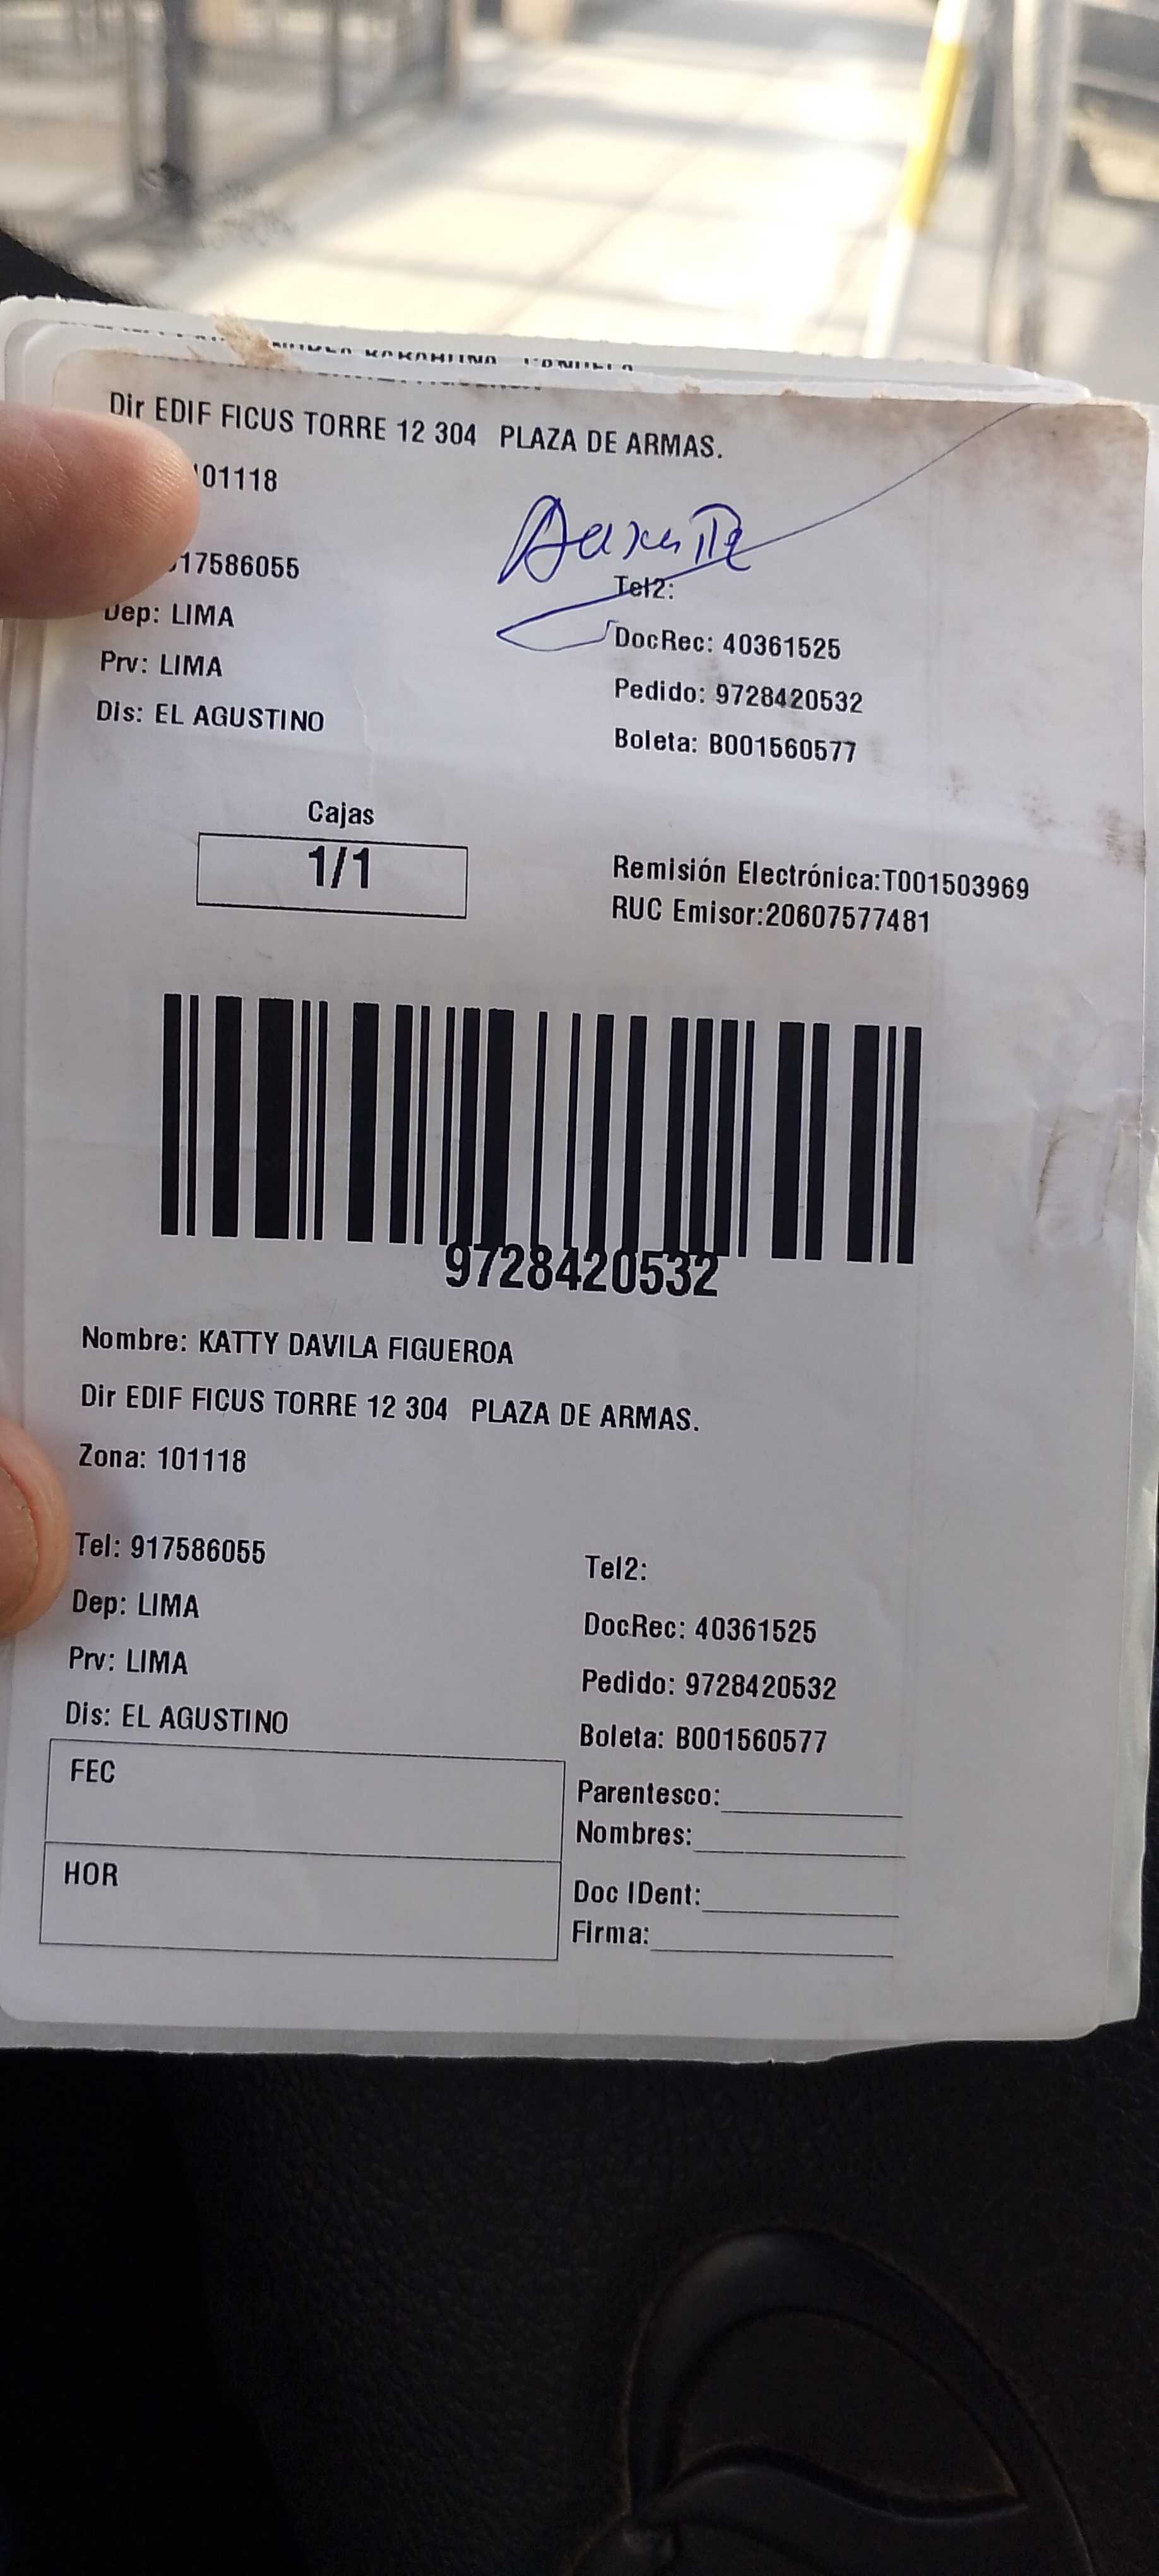 Dir EDIF FICUS TORRE 12 304 PLAZA DE ARMAS.
101118
17586055
Tel2:
Dep: LIMA
DocRec: 40361525
Prv: LIMA
Pedido: 9728420532
Dis: EL AGUSTINO
Boleta: B001560577
Cajas
1/1
Remisión Electrónica:T001503969
RUC Emisor:20607577481
9728420532
Nombre: KATTY DAVILA FIGUEROA
Dir EDIF FICUS TORRE 12 304 PLAZA DE ARMAS.
Zona: 101118
Tel: 917586055
Tel2:
Dep: LIMA
DocRec: 40361525
Prv: LIMA
Pedido: 9728420532
Dis: EL AGUSTINO
Boleta: B001560577
FEC
Parentesco:
Nombres:
HOR
Doc IDent:
Firma: